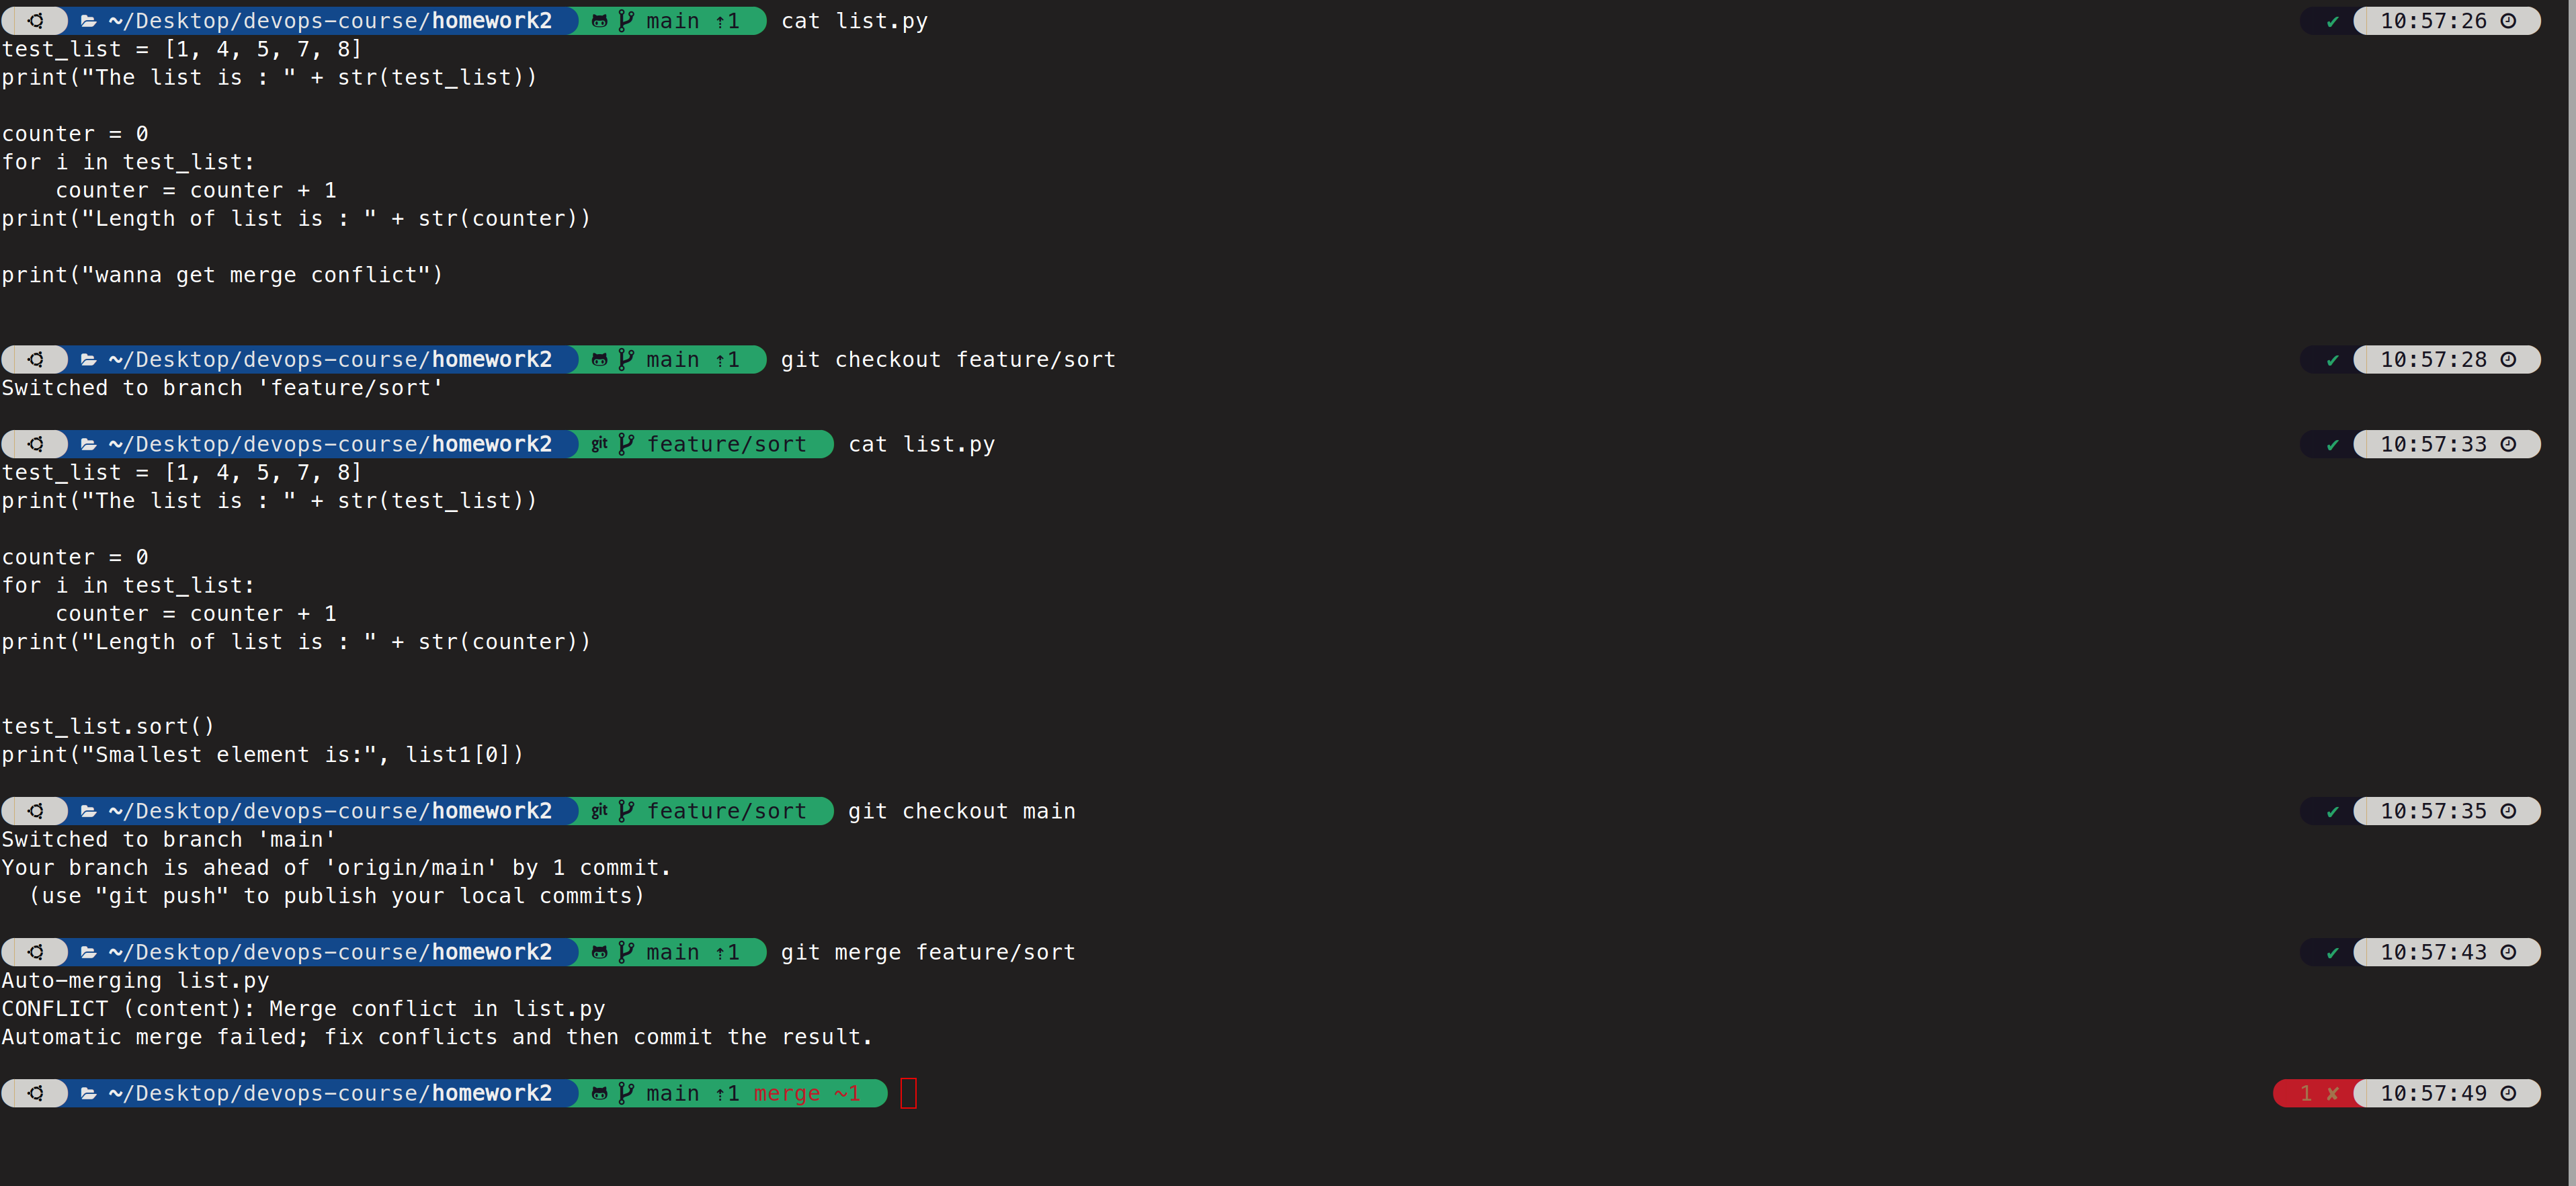 ~/Desktop/devops-course/homework2 main ⇡1 cat list.py ✔ 10:57:26
test_list = [1, 4, 5, 7, 8]
print("The list is : " + str(test_list))
counter = 0
for i in test_list:
    counter = counter + 1
print("Length of list is : " + str(counter))
print("wanna get merge conflict")
~/Desktop/devops-course/homework2 main ⇡1 git checkout feature/sort ✔ 10:57:28
Switched to branch 'feature/sort'
~/Desktop/devops-course/homework2 git feature/sort cat list.py ✔ 10:57:33
test_list = [1, 4, 5, 7, 8]
print("The list is : " + str(test_list))
counter = 0
for i in test_list:
    counter = counter + 1
print("Length of list is : " + str(counter))
test_list.sort()
print("Smallest element is:", list1[0])
~/Desktop/devops-course/homework2 git feature/sort git checkout main ✔ 10:57:35
Switched to branch 'main'
Your branch is ahead of 'origin/main' by 1 commit.
  (use "git push" to publish your local commits)
~/Desktop/devops-course/homework2 main ⇡1 git merge feature/sort ✔ 10:57:43
Auto-merging list.py
CONFLICT (content): Merge conflict in list.py
Automatic merge failed; fix conflicts and then commit the result.
~/Desktop/devops-course/homework2 main ⇡1 merge ~1 1 ✘ 10:57:49